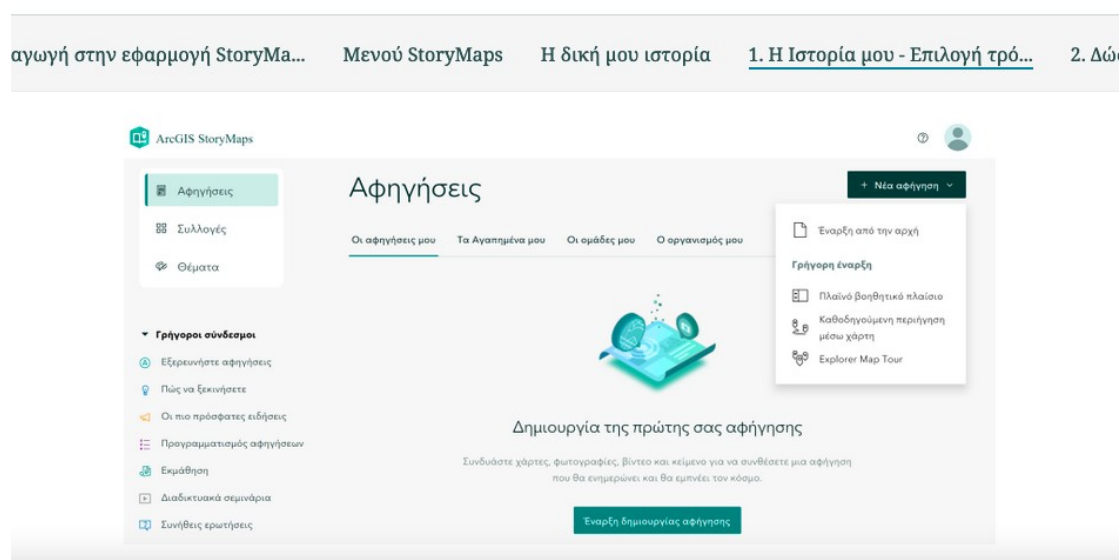 αγωγή στην εφαρμογή StoryMa... Μενού StoryMaps Η δική μου ιστορία 1. Η Ιστορία μου - Επιλογή τρό... 2. Δώ
ArcGIS StoryMaps
Αφηγήσεις
Συλλογές
Θέματα
Γρήγοροι σύνδεσμοι
Εξερευνήστε αφηγήσεις
Πώς να ξεκινήσετε
Οι πιο πρόσφατες ειδήσεις
Προγραμματισμός αφηγήσεων
Εκμάθηση
Διαδικτυακά σεμινάρια
Συνήθεις ερωτήσεις
Αφηγήσεις
+ Νέα αφήγηση
Οι αφηγήσεις μου Τα Αγαπημένα μου Οι ομάδες μου Ο οργανισμός μου
Έναρξη από την αρχή
Γρήγορη έναρξη
Πλαϊνό βοηθητικό πλαίσιο
Καθοδηγούμενη περιήγηση
μέσω χάρτη
Explorer Map Tour
Δημιουργία της πρώτης σας αφήγησης
Συνδυάστε χάρτες, φωτογραφίες, βίντεο και κείμενο για να συνθέσετε μια αφήγηση
που θα ενημερώνει και θα εμπνέει τον κόσμο.
Έναρξη δημιουργίας αφήγησης